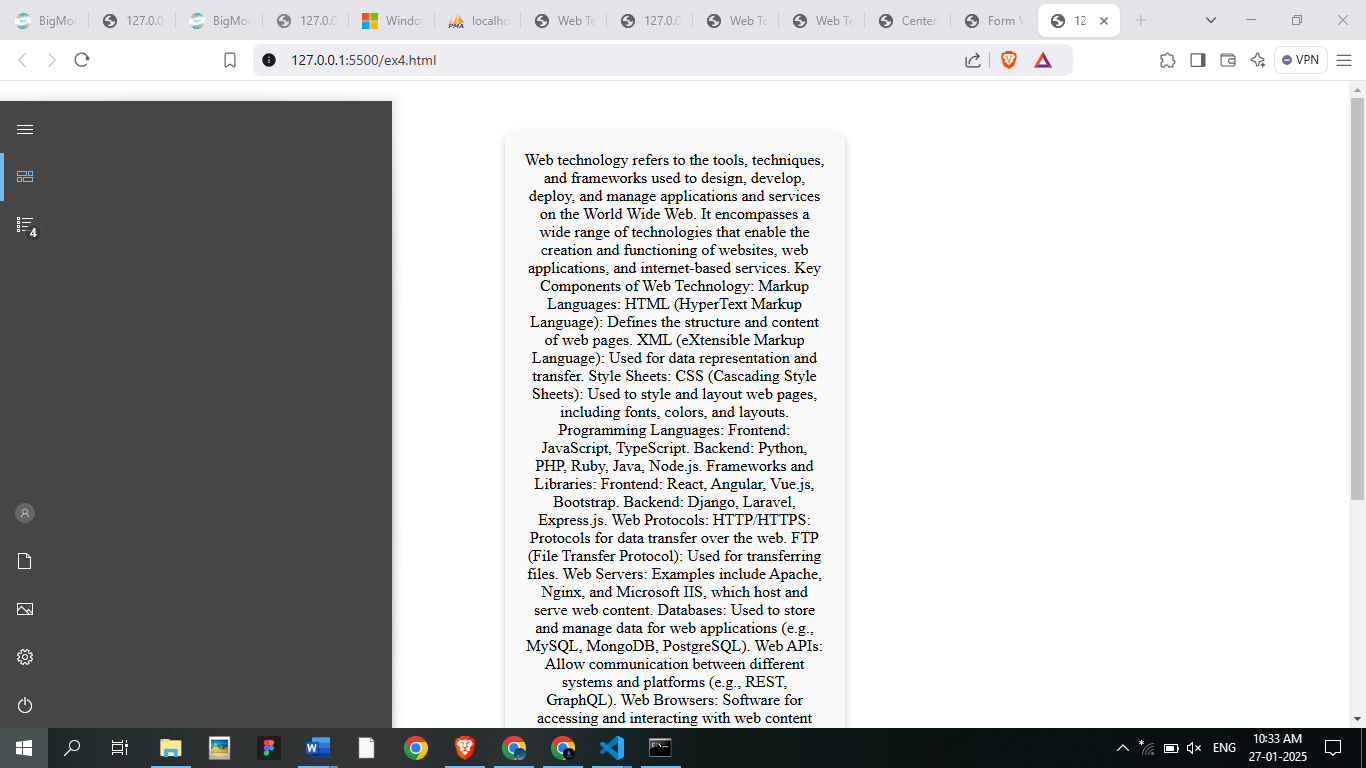 BigMo
127.0.0
BigMo
127.0.0
Windo
PMA
localho
Web Te
127.0.0
Web Te
Web Te
Center
Form V
12
127.0.0.1:5500/ex4.html
VPN
4
Web technology refers to the tools, techniques,
and frameworks used to design, develop,
deploy, and manage applications and services
on the World Wide Web. It encompasses a
wide range of technologies that enable the
creation and functioning of websites, web
applications, and internet-based services. Key
Components of Web Technology: Markup
Languages: HTML (HyperText Markup
Language): Defines the structure and content
of web pages. XML (eXtensible Markup
Language): Used for data representation and
transfer. Style Sheets: CSS (Cascading Style
Sheets): Used to style and layout web pages,
including fonts, colors, and layouts.
Programming Languages: Frontend:
JavaScript, TypeScript. Backend: Python,
PHP, Ruby, Java, Node.js. Frameworks and
Libraries: Frontend: React, Angular, Vue.js,
Bootstrap. Backend: Django, Laravel,
Express.js. Web Protocols: HTTP/HTTPS:
Protocols for data transfer over the web. FTP
(File Transfer Protocol): Used for transferring
files. Web Servers: Examples include Apache,
Nginx, and Microsoft IIS, which host and
serve web content. Databases: Used to store
and manage data for web applications (e.g.,
MySQL, MongoDB, PostgreSQL). Web APIs:
Allow communication between different
systems and platforms (e.g., REST,
GraphQL). Web Browsers: Software for
accessing and interacting with web content
ENG
10:33 AM
27-01-2025